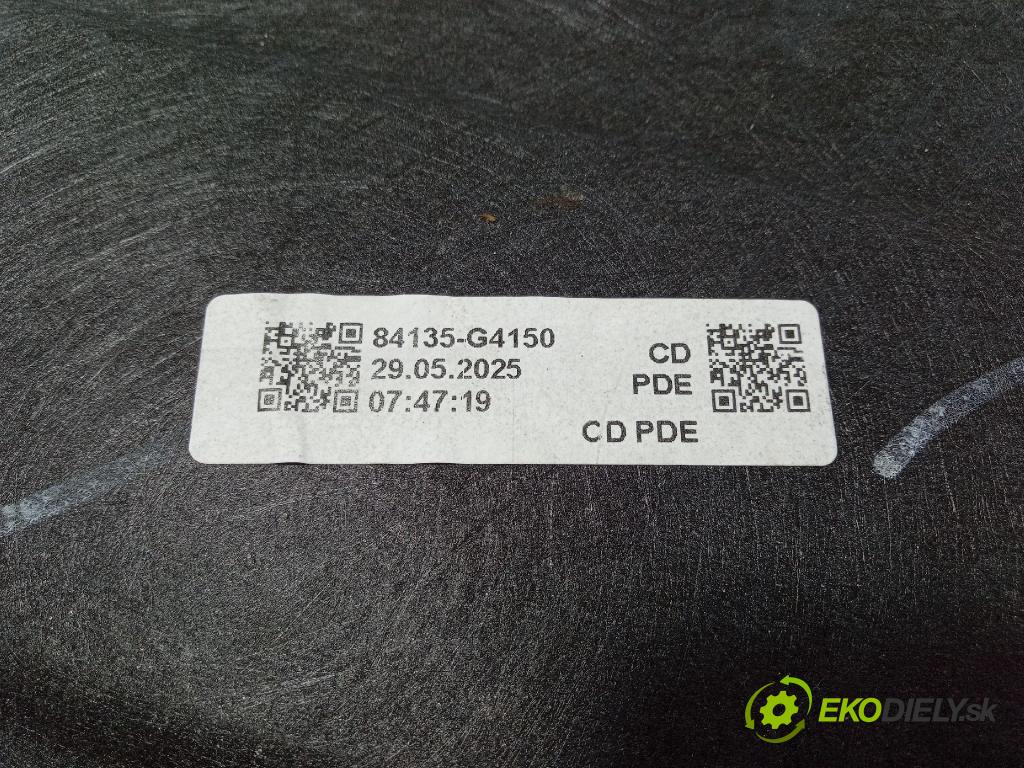 84135-G4150
29.05.2025
07:47:19
CD
PDE
CD PDE
EKODIELY.sk